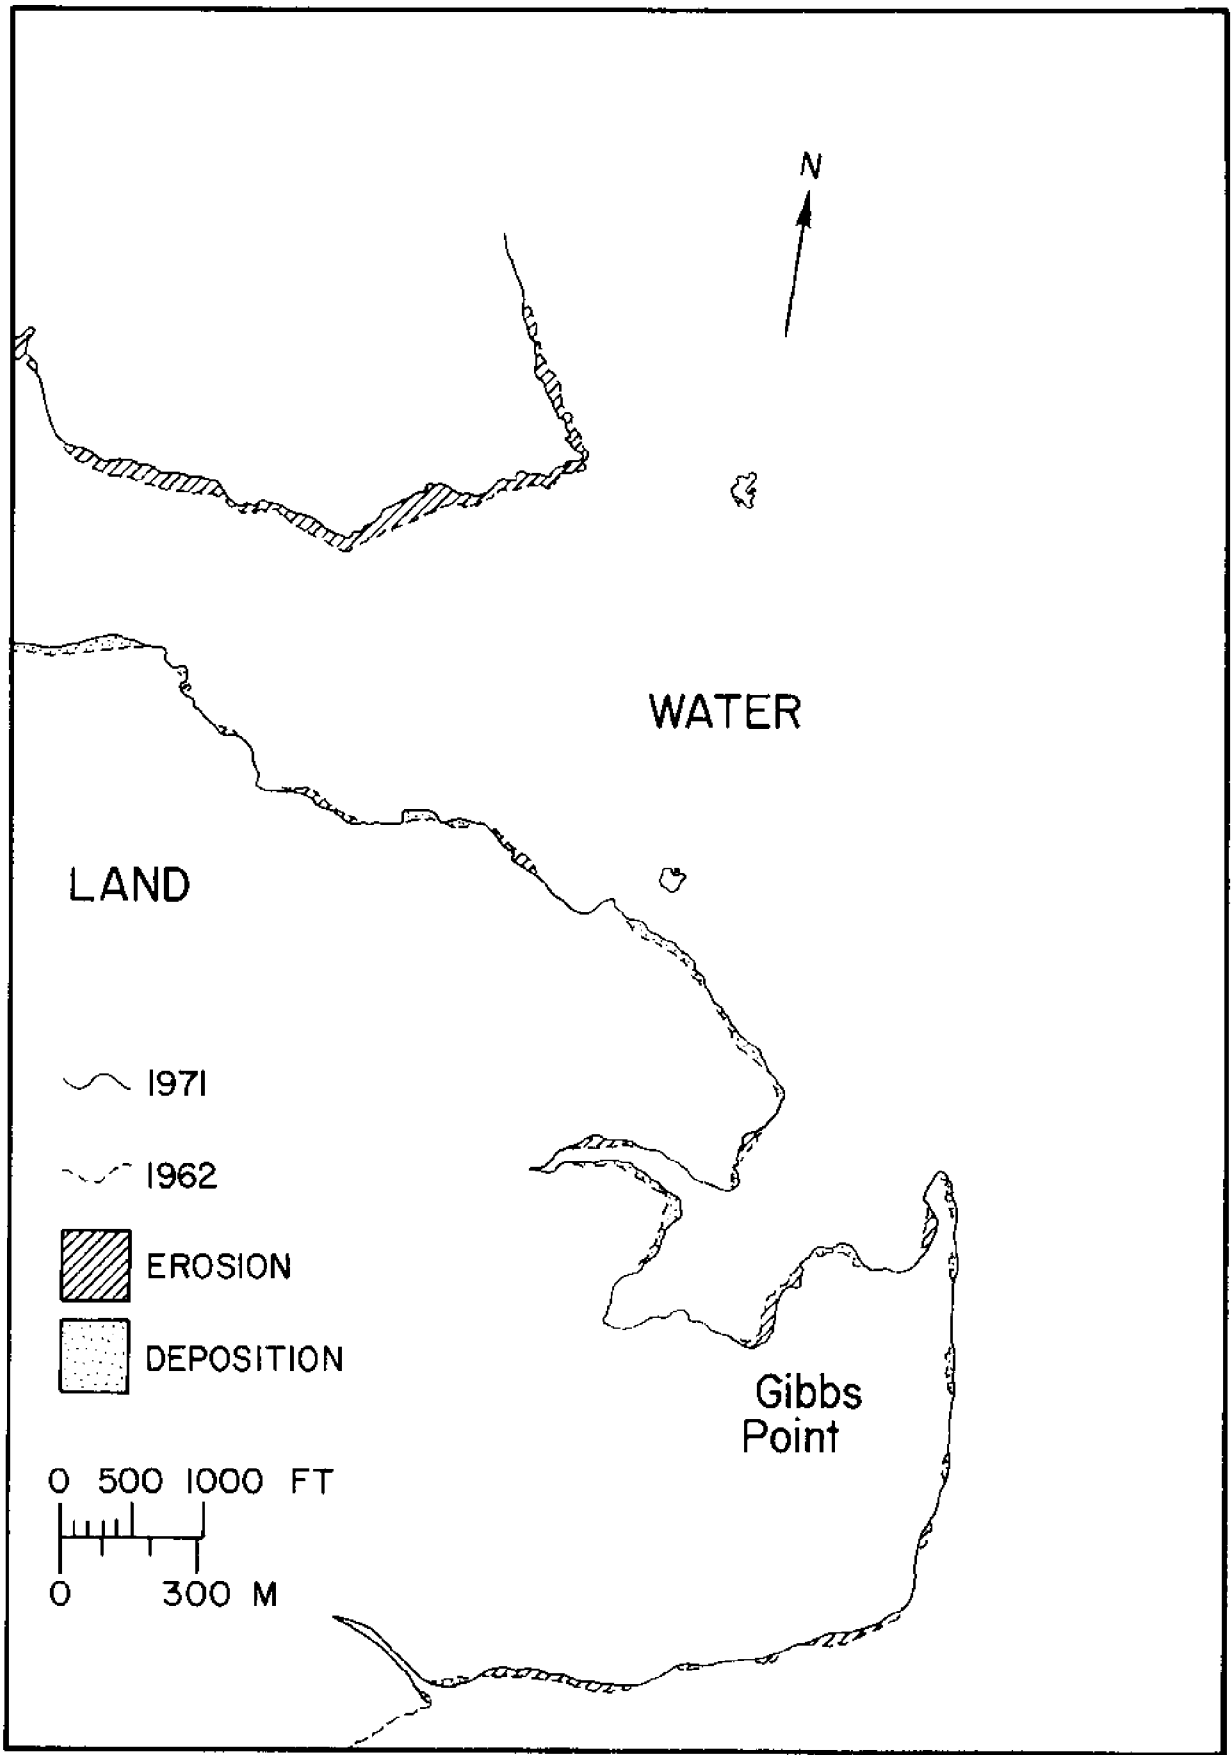 N
WATER
LAND
1971
1962
EROSION
DEPOSITION
Gibbs
Point
0 500 1000 FT
0 300 M